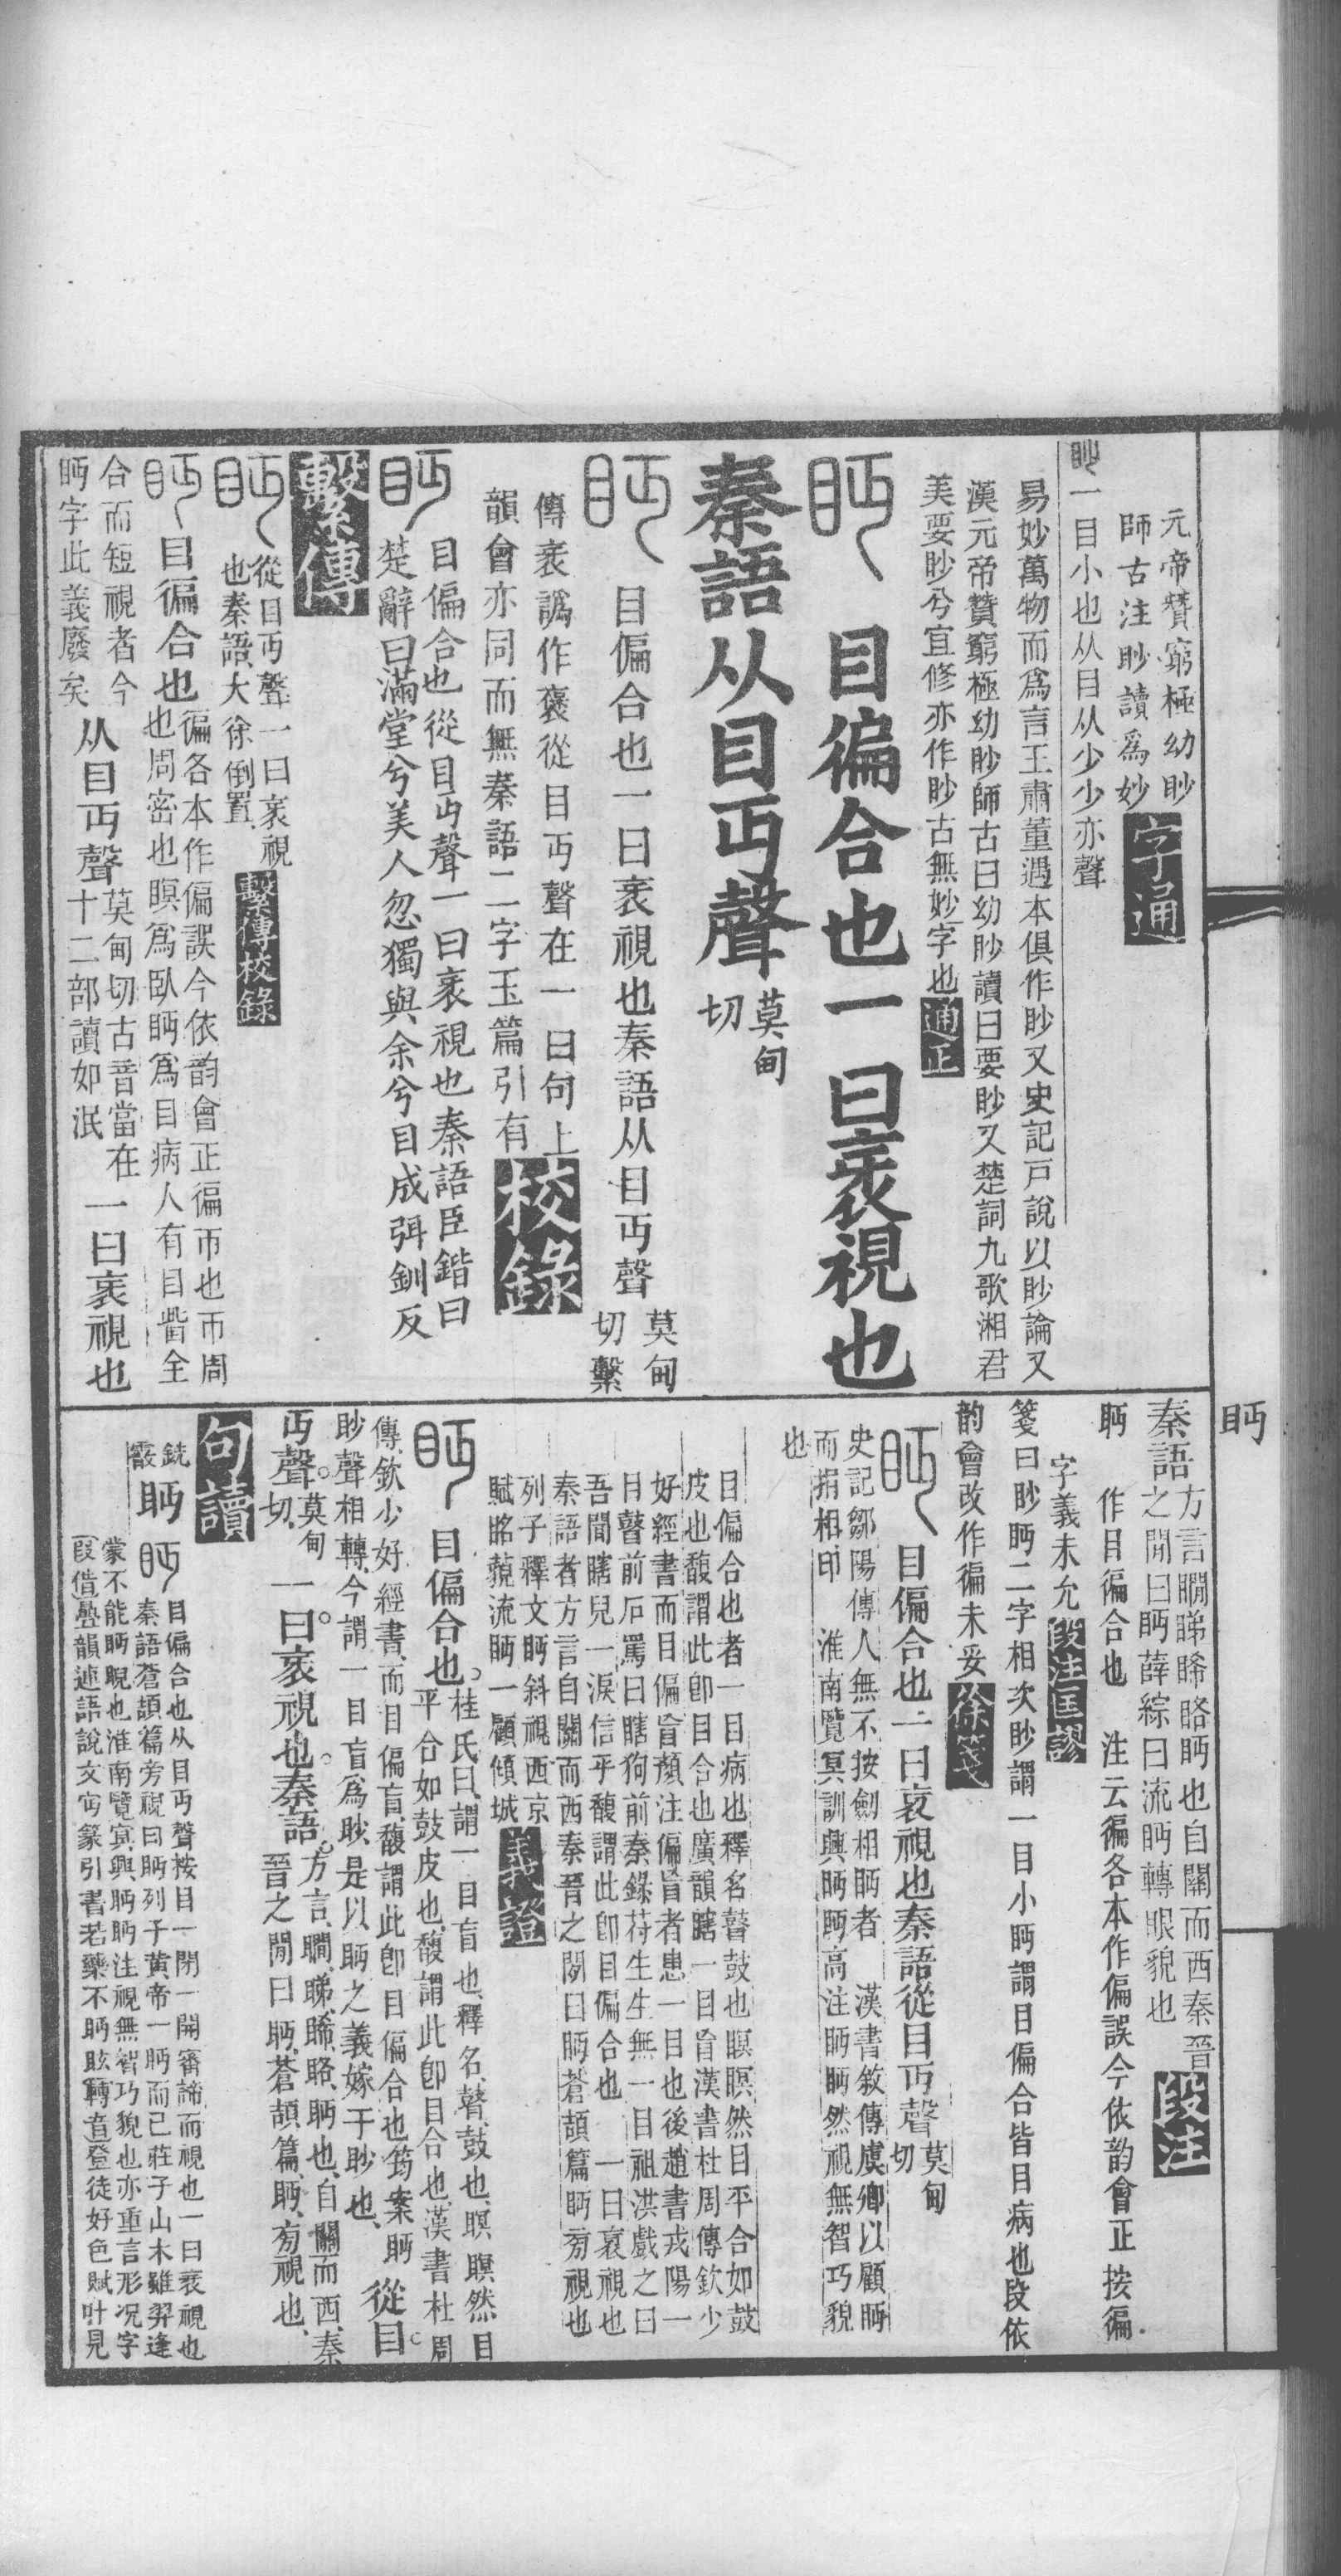 元帝贊窮極幼眇
師古注眇讀爲妙
字通
眇一目小也从目从少少亦聲
易妙萬物而爲言王肅董遇本俱作眇又史記戸說以眇論又
漢元帝贊窮極幼眇師古曰幼眇讀曰要眇又楚詞九歌湘君
美要眇兮宜修亦作眇古無妙字也
通正
眄
目徧合也一曰衺視也
秦語从目丏聲
莫甸
切
眄
目偏合也一曰衺視也秦語从目丏聲
莫甸
切繫
傳衺譌作褒從目丏聲在一曰句上
韻會亦同而無秦語二字玉篇引有
校錄
眄
目偏合也從目丏聲一曰衺視也秦語臣鍇曰
楚辭曰滿堂兮美人忽獨與余兮目成弭釧反
繫傳
眄
從目丏聲一曰衺視
也秦語大徐倒置
繫傳校錄
眄
目徧合也
徧各本作偏誤今依韵會正徧帀也帀周
也周密也瞑爲臥眄爲目病人有目眥全
合而短視者今
眄字此義廢矣
从目丏聲
莫甸切古音當在
十二部讀如泯
一曰衺視也
眄
秦語
方言瞷睇睎䀩眄也自關而西秦晉
之閒曰眄薛綜曰流眄轉眼貌也
段注
眄
作目徧合也
注云徧各本作偏誤今依韵會正
按徧
字義未允
段注匡謬
箋曰眇眄二字相次眇謂一目小眄謂目偏合皆目病也段依
韵會改作徧未妥
徐箋
眄
目偏合也一曰衺視也秦語從目丏聲
莫甸
切
史記鄒陽傳人無不按劒相眄者
漢書敘傳虞卿以顧眄
而捐相印
淮南覽冥訓興眄眄高注眄眄然視無智巧貌
也
目偏合也者一目病也釋名瞽鼓也瞑瞑然目平合如鼓
皮也馥謂此卽目合也廣韻瞎一目盲漢書杜周傳欽少
好經書而目偏盲顏注偏盲者患一目也後趙書戎陽一
目瞽前石罵曰瞎狗前秦錄苻生生無一目祖洪戲之曰
吾聞瞎兒一淚信乎馥謂此卽目偏合也
一曰衺視也
秦語者方言自關而西秦晉之閒曰眄蒼頡篇眄旁視也
列子釋文眄斜視西京
賦眳藐流眄一顧傾城
義證
眄
目偏合也
桂氏曰謂一目盲也釋名瞽鼓也瞑瞑然目
平合如鼓皮也馥謂此卽目合也漢書杜周
傳欽少好經書而目偏盲馥謂此卽目偏合也筠案眄
眇聲相轉今謂一目盲爲眇是以眄之義嫁于眇也
從目
丏聲
莫甸
切
一曰衺視也秦語
方言瞷睇睎䀩眄也自關而西秦
晉之閒曰眄蒼頡篇眄旁視也
句讀
銑
霰
眄
眄
目偏合也从目丏聲按目一閉一開審諦而視也一曰衺視也
秦語蒼頡篇旁視曰眄列子黃帝一眄而已莊子山木雖羿逢
蒙不能眄睨也淮南覽冥興眄眄注視無智巧貌也亦重言形况字
叚借疊韻連語說文宀篆引書若藥不眄眩轉音登徒好色賦叶見